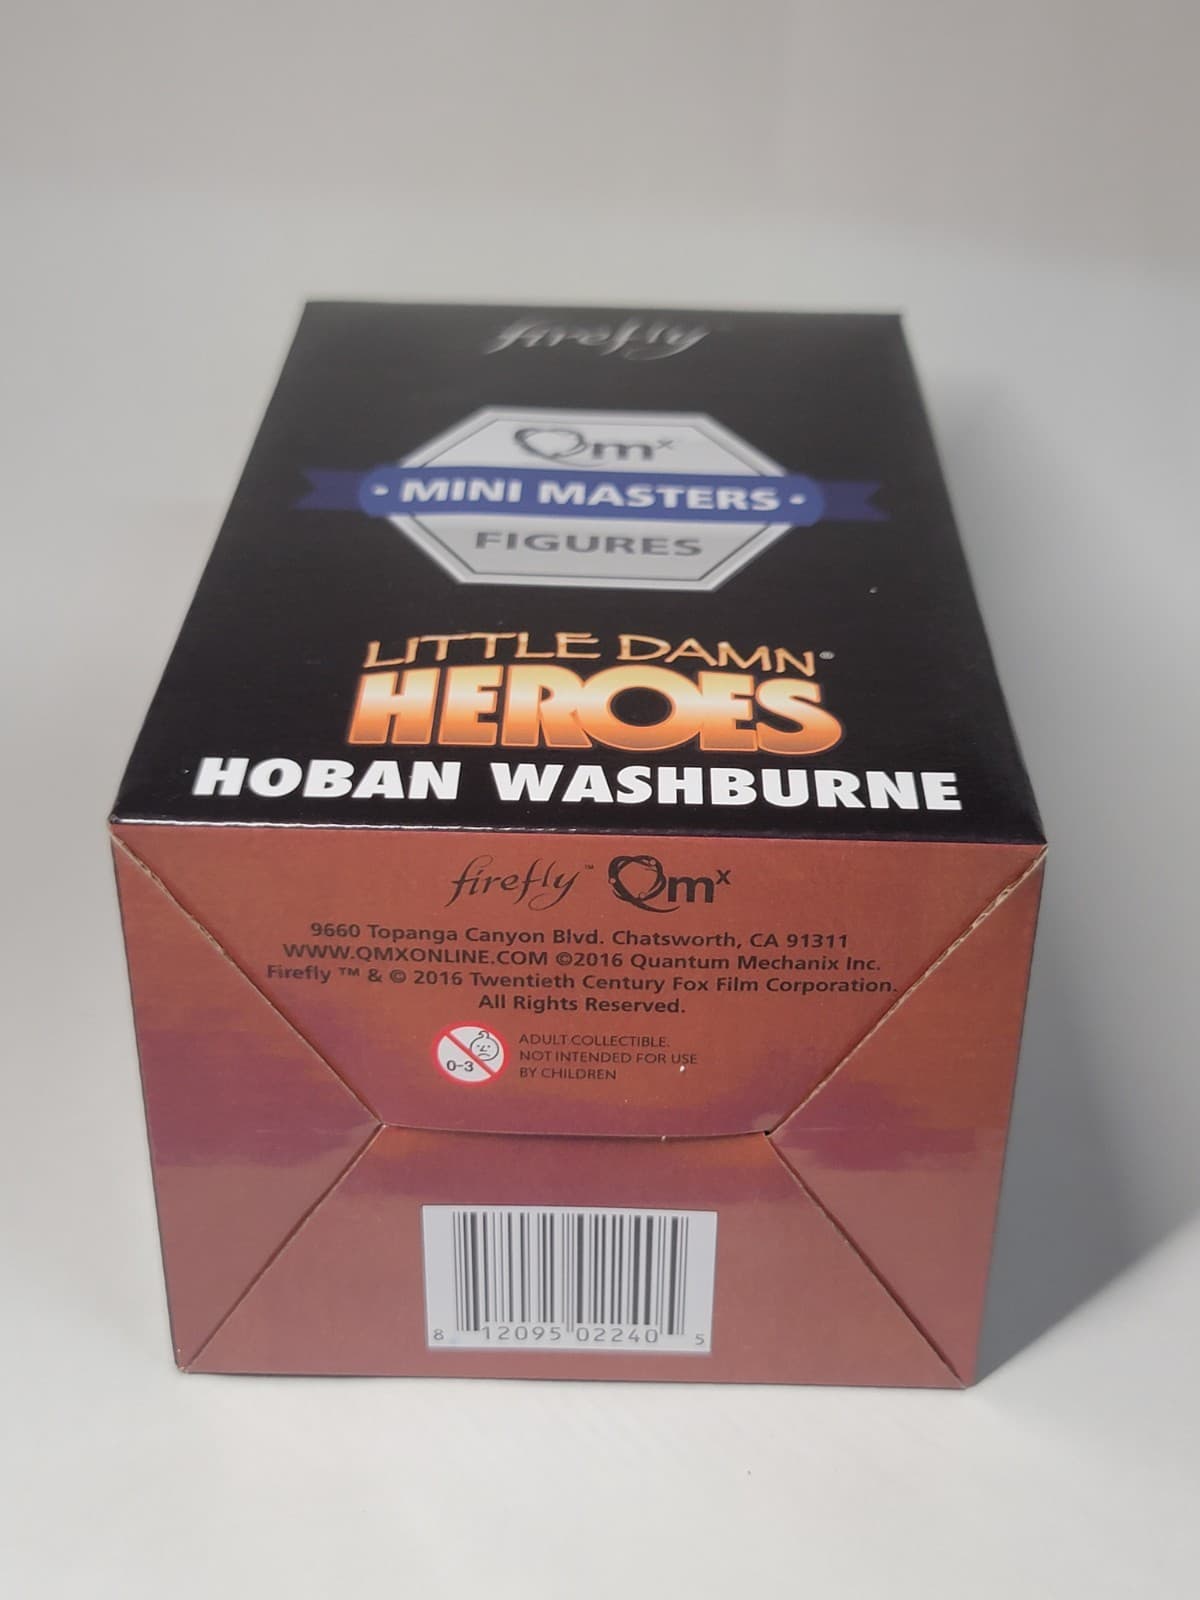 firefly
Qmx
• MINI MASTERS •
FIGURES
LITTLE DAMN®
HEROES
HOBAN WASHBURNE
firefly™ Qmx
9660 Topanga Canyon Blvd. Chatsworth, CA 91311
WWW.QMXONLINE.COM ©2016 Quantum Mechanix Inc.
Firefly ™ & © 2016 Twentieth Century Fox Film Corporation.
All Rights Reserved.
0-3
ADULT COLLECTIBLE.
NOT INTENDED FOR USE
BY CHILDREN
8 12095 02240 5